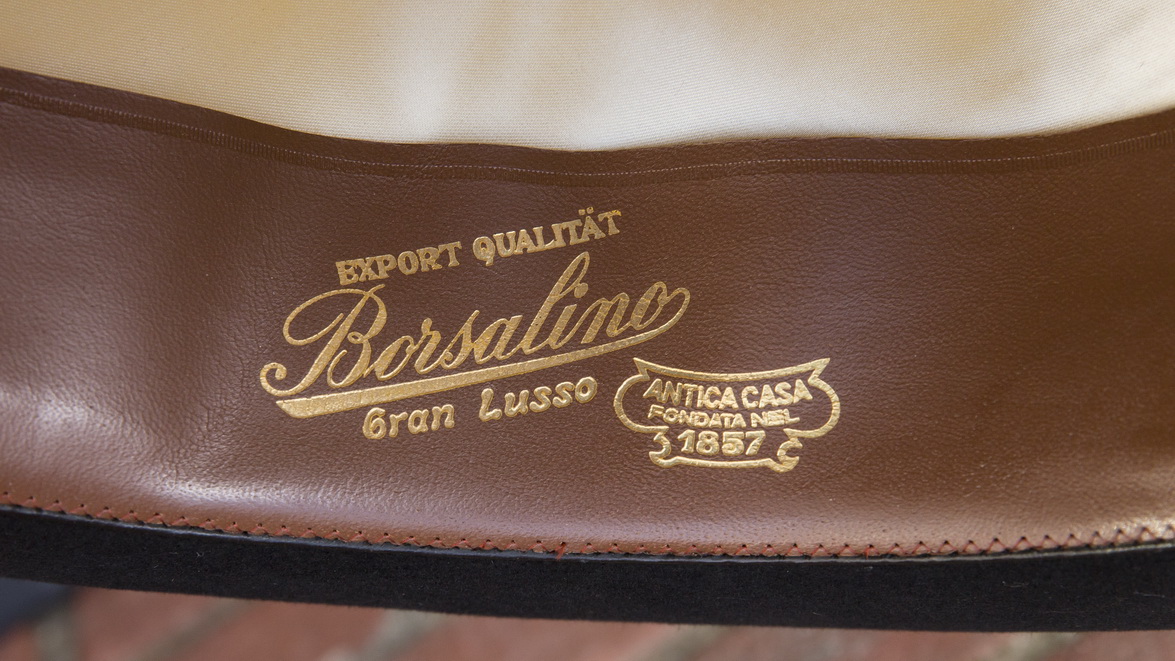 EXPORT QUALITÄT
Borsalino
Gran Lusso
ANTICA CASA
FONDATA NEL
1857